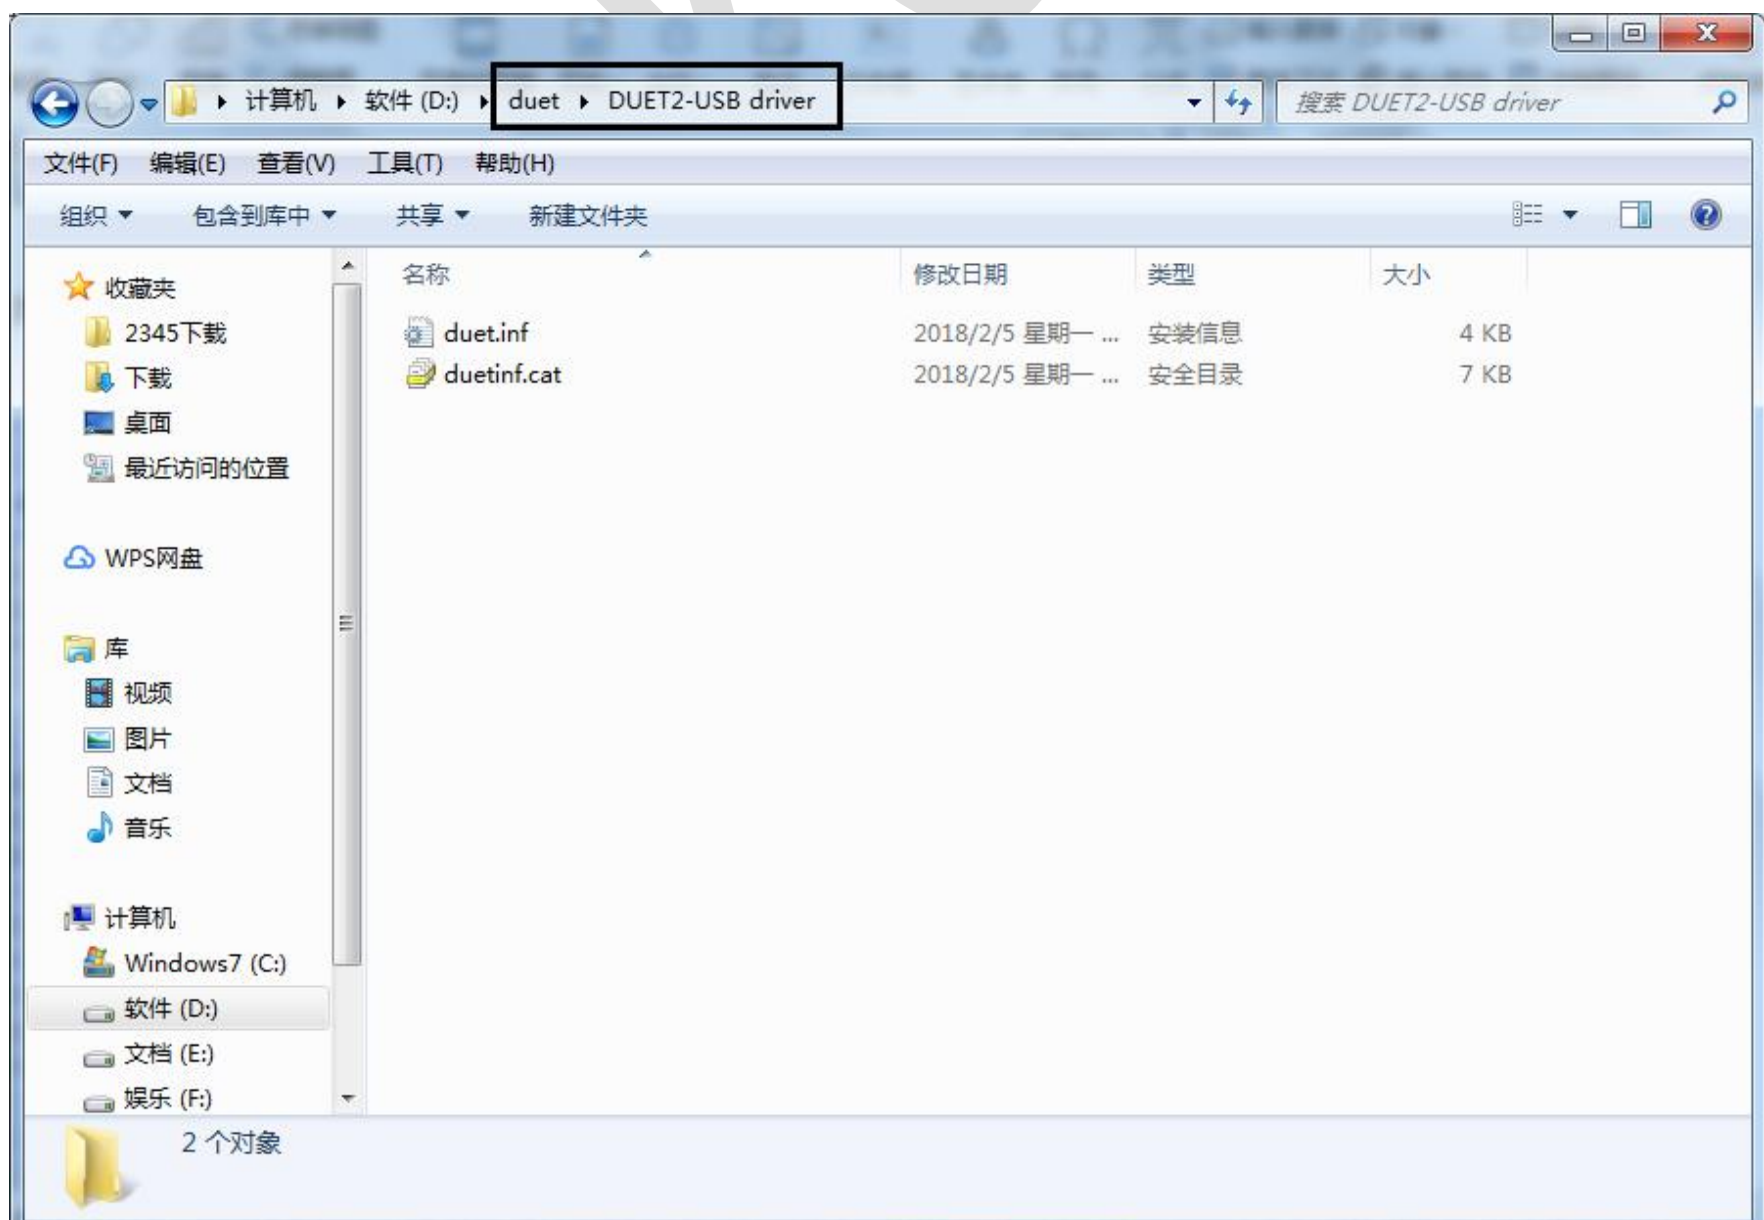 计算机 软件 (D:) duet DUET2-USB driver 搜索 DUET2-USB driver
文件(F) 编辑(E) 查看(V) 工具(T) 帮助(H)
组织 包含到库中 共享 新建文件夹
名称 修改日期 类型 大小
收藏夹
2345下载
下载
桌面
最近访问的位置
WPS网盘
库
视频
图片
文档
音乐
计算机
Windows7 (C:)
软件 (D:)
文档 (E:)
娱乐 (F:)
duet.inf 2018/2/5 星期一 ... 安装信息 4 KB
duetinf.cat 2018/2/5 星期一 ... 安全目录 7 KB
2 个对象